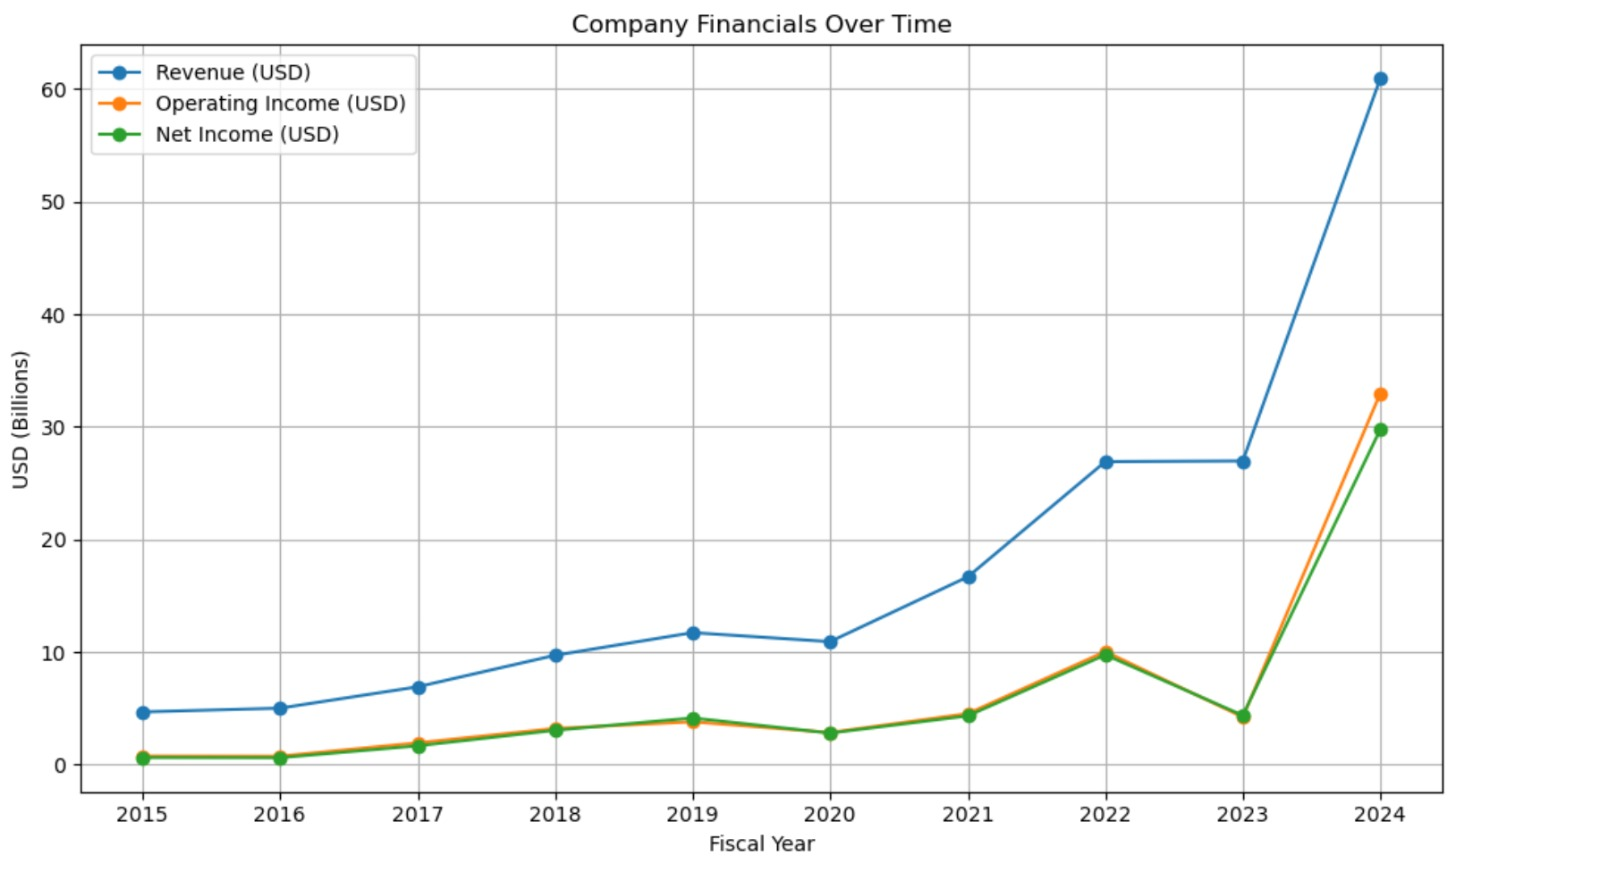 Company Financials Over Time
Revenue (USD)
Operating Income (USD)
Net Income (USD)
60
50
40
30
20
10
0
USD (Billions)
2015 2016 2017 2018 2019 2020 2021 2022 2023 2024
Fiscal Year